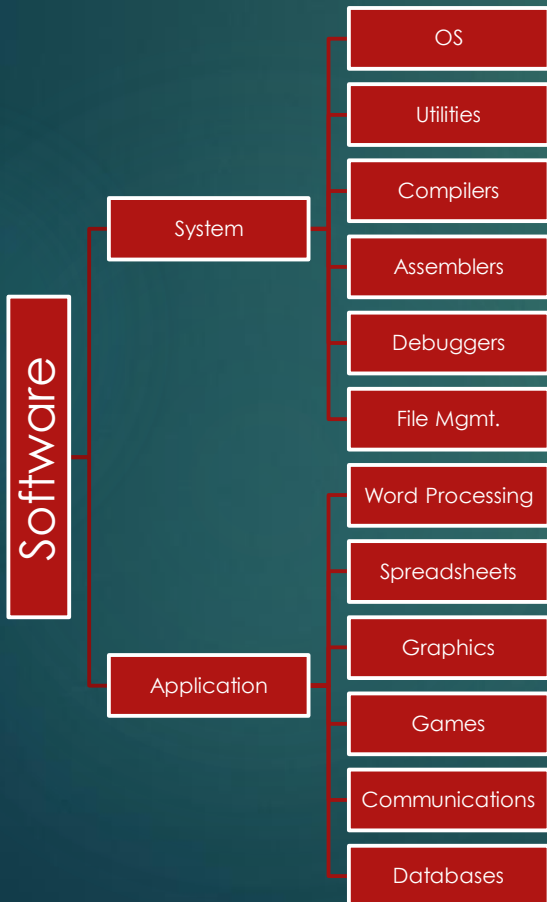 Software
System
OS
Utilities
Compilers
Assemblers
Debuggers
File Mgmt.
Application
Word Processing
Spreadsheets
Graphics
Games
Communications
Databases